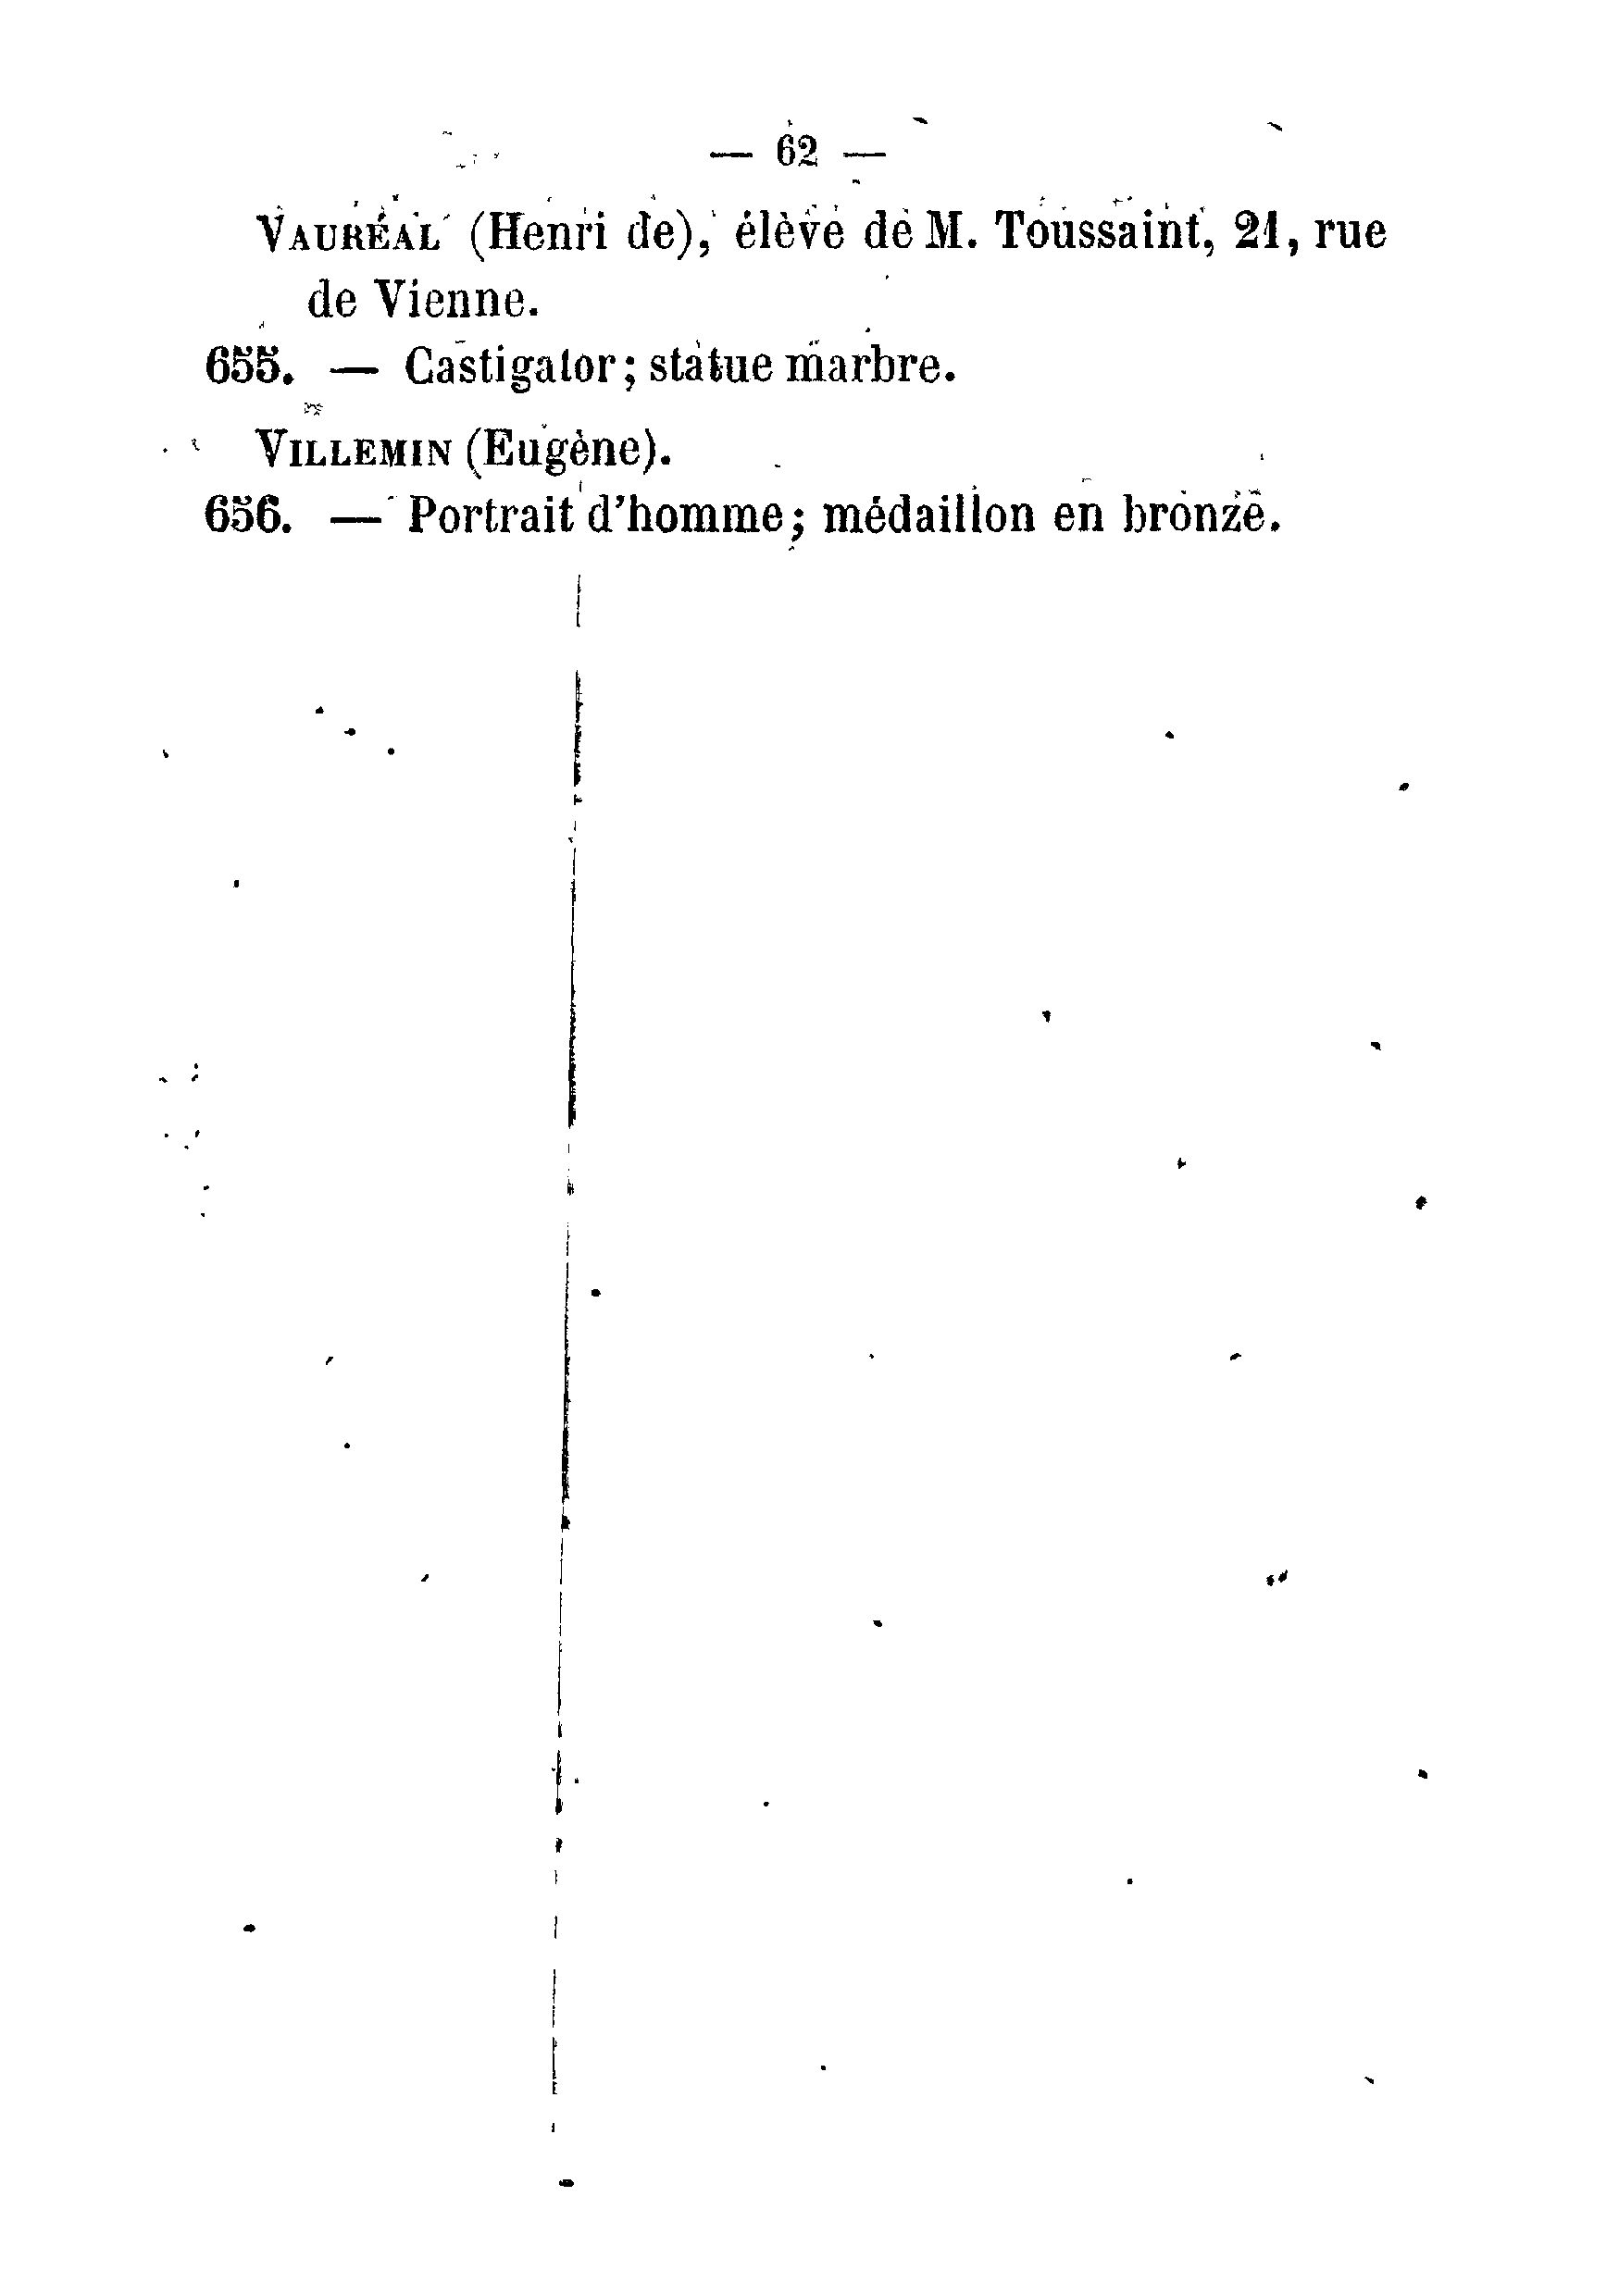 — 62 —
VAURÉAL (Henri de), élève de M. Toussaint, 21, rue
de Vienne.
655. — Castigator; statue marbre.
VILLEMIN (Eugène).
656. — Portrait d'homme; médaillon en bronze.